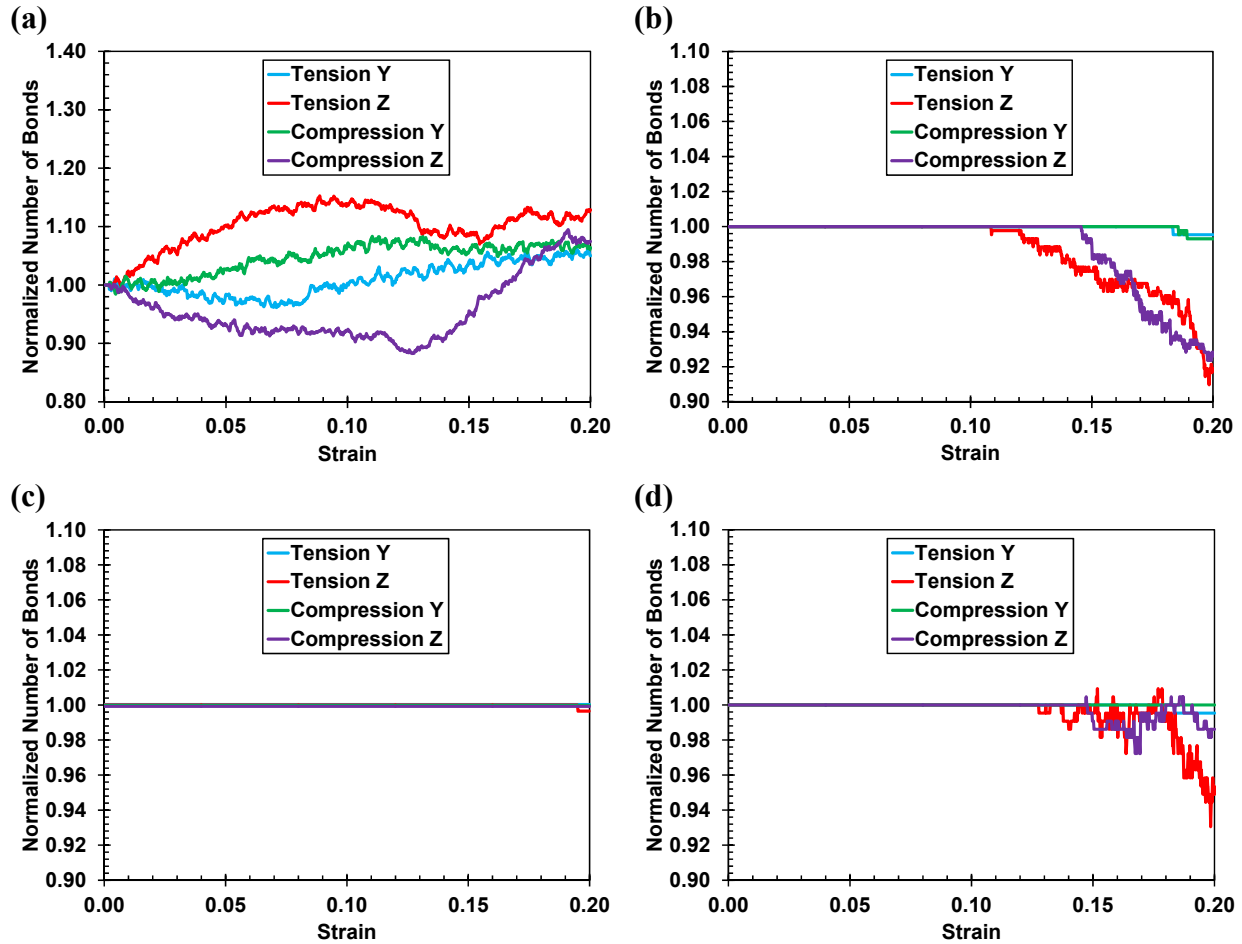 (a)
Normalized Number of Bonds
1.40
1.30
1.20
1.10
1.00
0.90
0.80
Tension Y
Tension Z
Compression Y
Compression Z
0.00 0.05 0.10 0.15 0.20
Strain
(b)
Normalized Number of Bonds
1.10
1.08
1.06
1.04
1.02
1.00
0.98
0.96
0.94
0.92
0.90
Tension Y
Tension Z
Compression Y
Compression Z
0.00 0.05 0.10 0.15 0.20
Strain
(c)
Normalized Number of Bonds
1.10
1.08
1.06
1.04
1.02
1.00
0.98
0.96
0.94
0.92
0.90
Tension Y
Tension Z
Compression Y
Compression Z
0.00 0.05 0.10 0.15 0.20
Strain
(d)
Normalized Number of Bonds
1.10
1.08
1.06
1.04
1.02
1.00
0.98
0.96
0.94
0.92
0.90
Tension Y
Tension Z
Compression Y
Compression Z
0.00 0.05 0.10 0.15 0.20
Strain